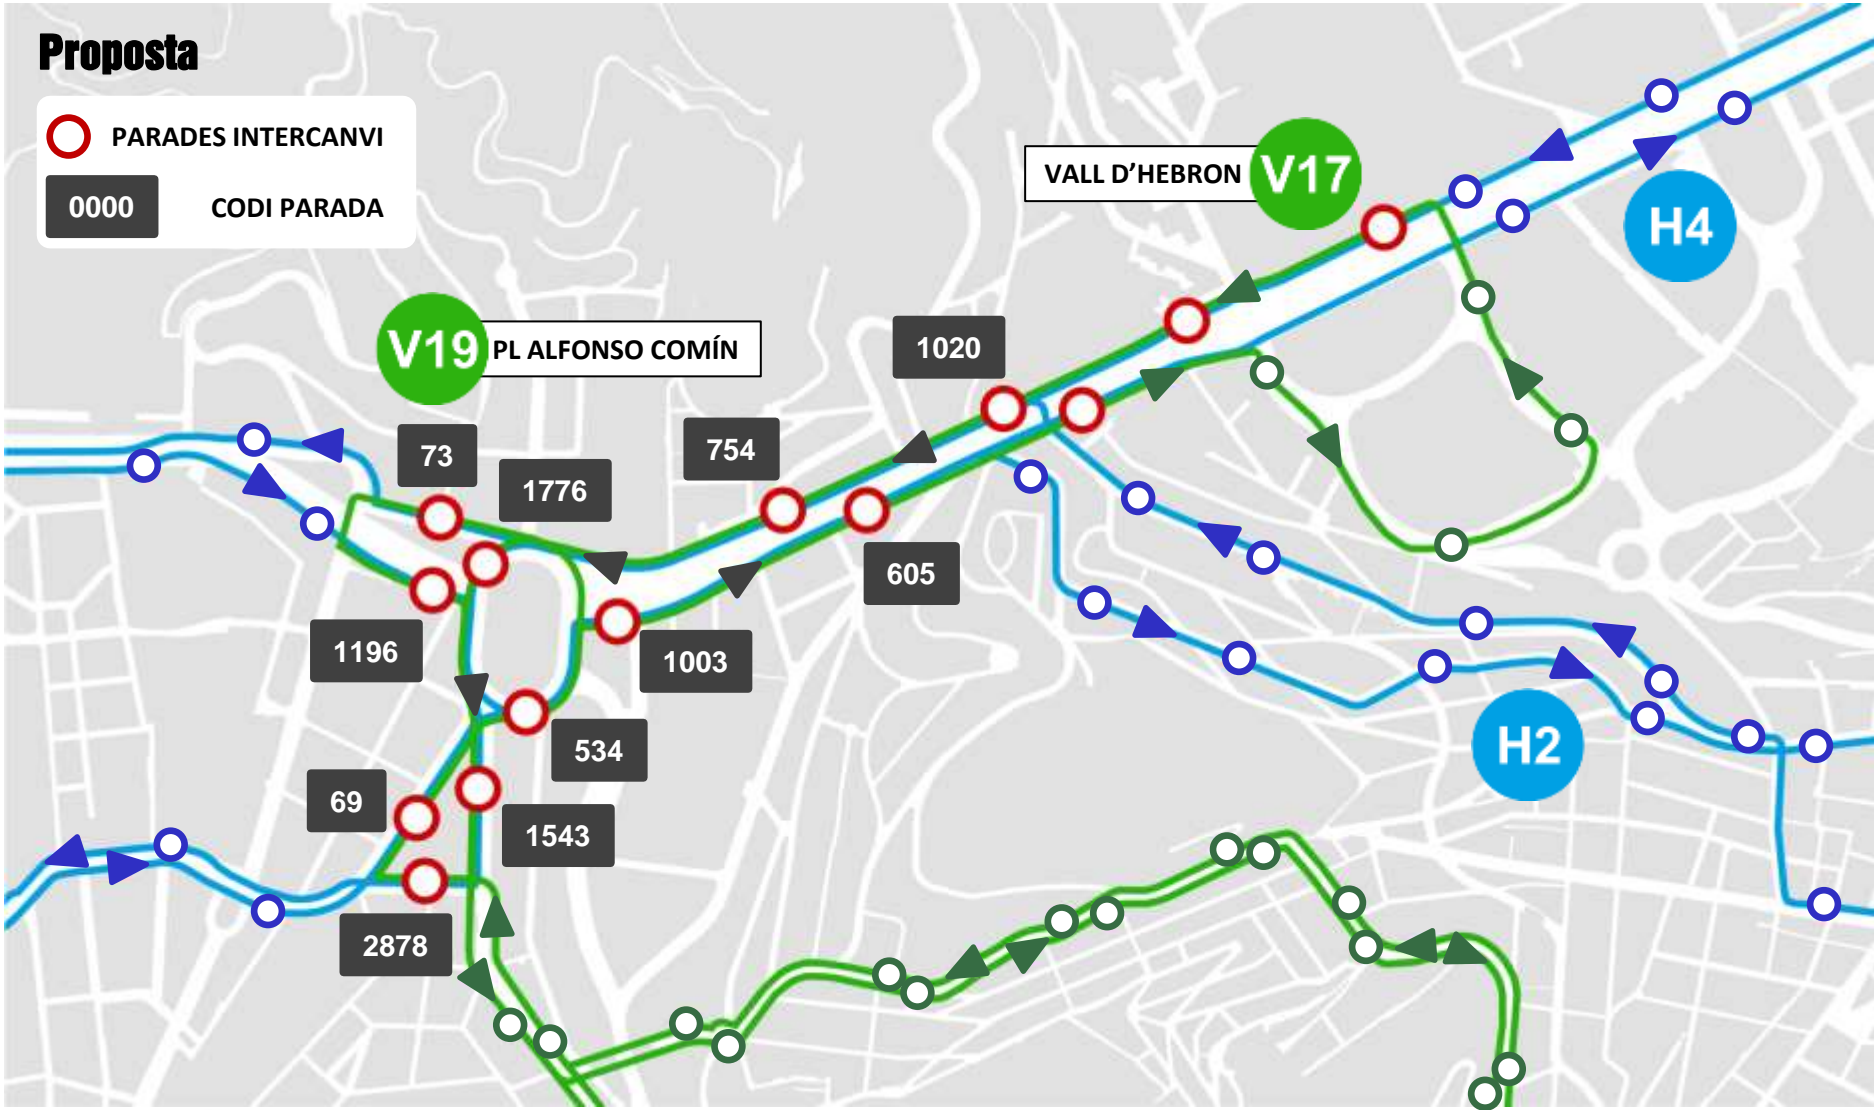 Proposta
PARADES INTERCANVI
0000 CODI PARADA
VALL D'HEBRON V17
H4
V19 PL ALFONSO COMÍN
1020
73
754
1776
605
1196
1003
534
H2
69
1543
2878